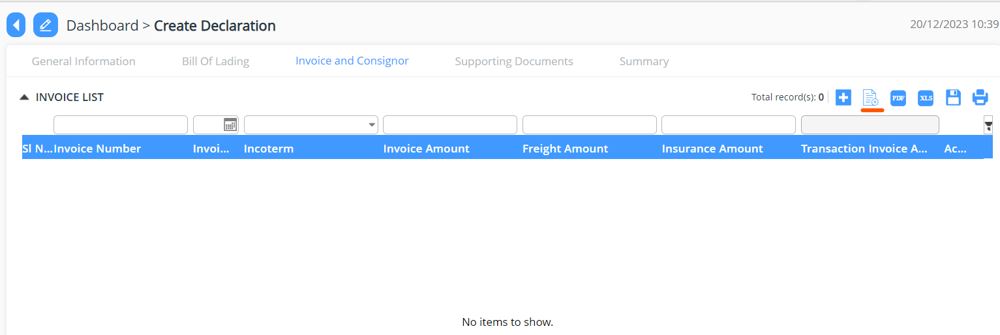 Dashboard > Create Declaration
20/12/2023 10:39
General Information Bill Of Lading Invoice and Consignor Supporting Documents Summary
INVOICE LIST
Total record(s): 0
PDF XLS
Sl N... Invoice Number Invoi... Incoterm Invoice Amount Freight Amount Insurance Amount Transaction Invoice A... Ac...
No items to show.